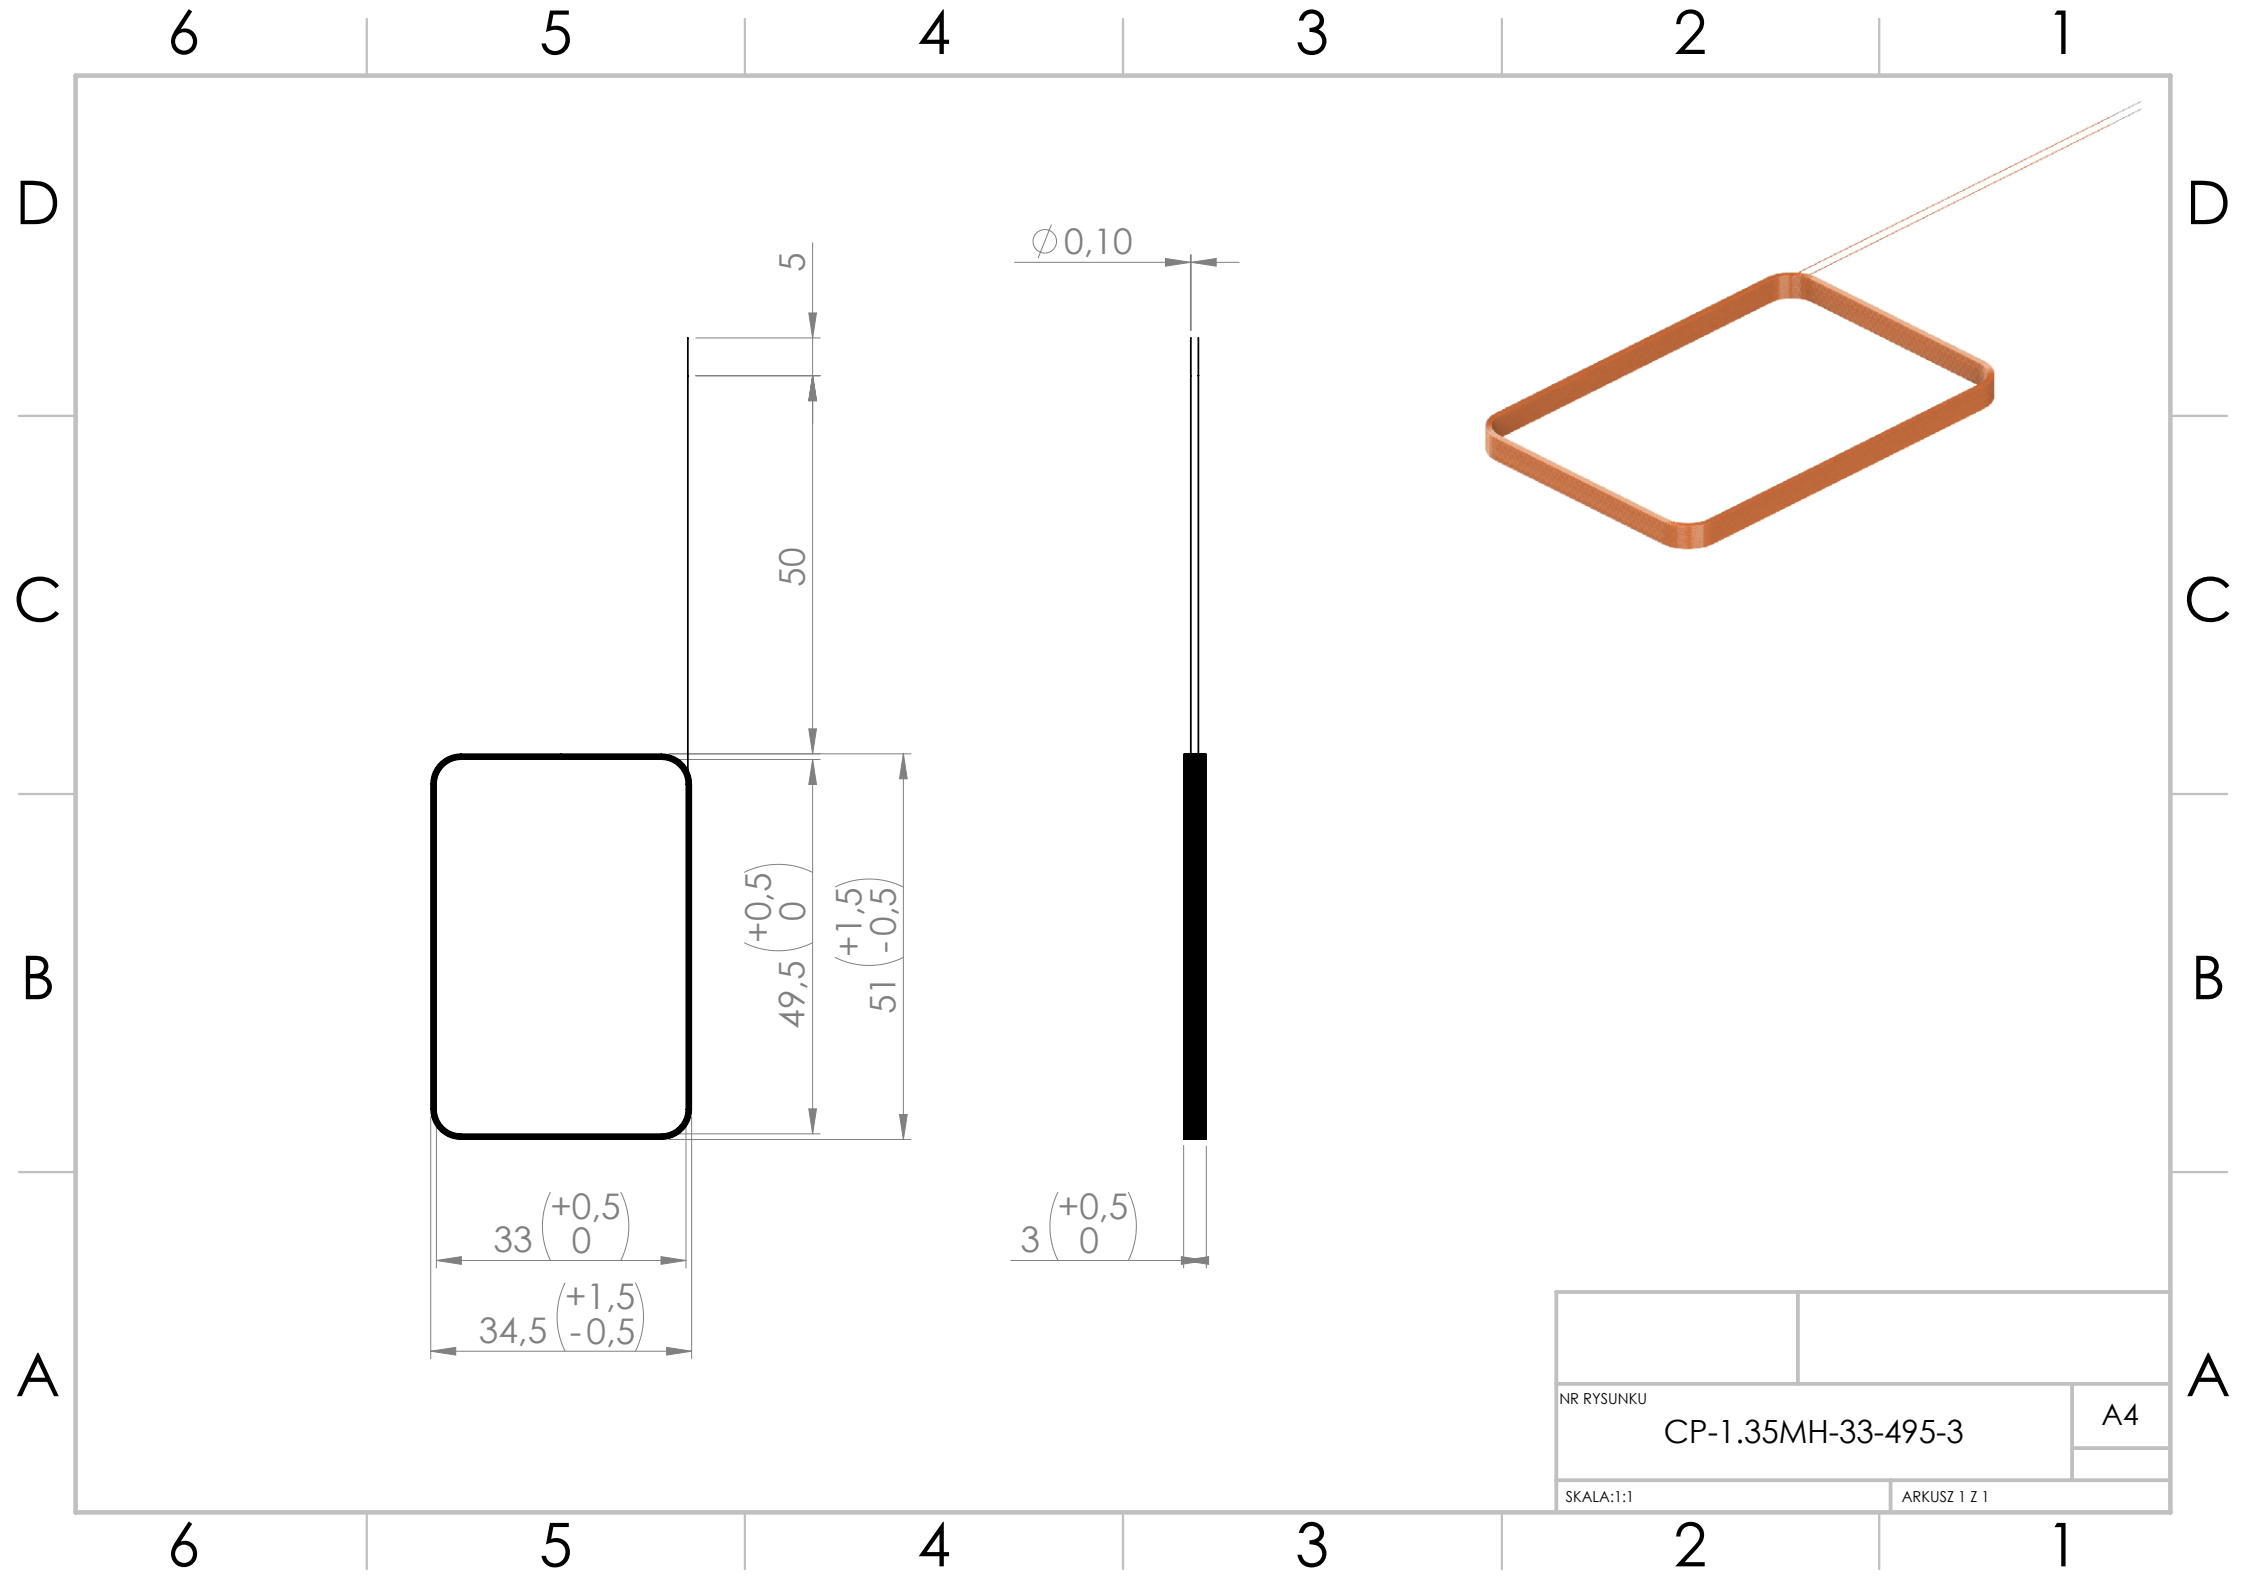 6 5 4 3 2 1
D D
C C
B B
A A
5
∅0,10
50
49,5 (+0,5 0)
51 (+1,5 -0,5)
33 (+0,5 0)
34,5 (+1,5 -0,5)
3 (+0,5 0)
NR RYSUNKU
CP-1.35MH-33-495-3
A4
SKALA:1:1
ARKUSZ 1 Z 1
6 5 4 3 2 1